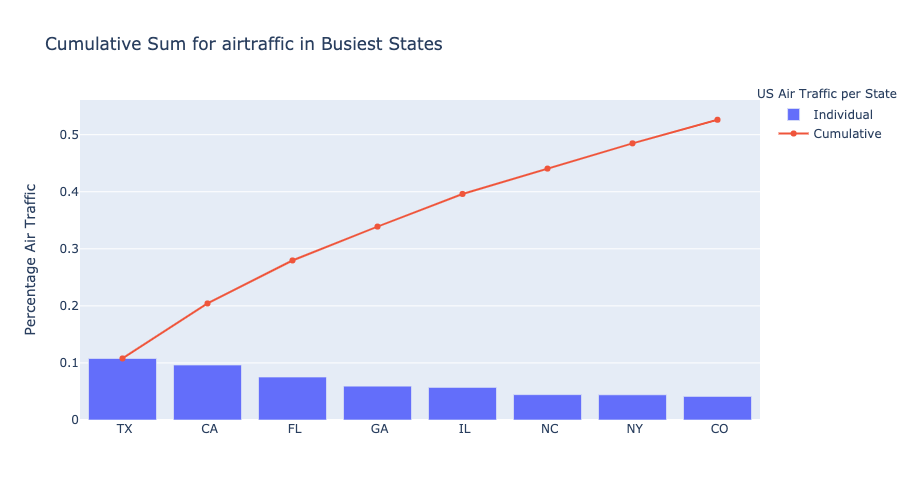 Cumulative Sum for airtraffic in Busiest States
US Air Traffic per State
Individual
Cumulative
Percentage Air Traffic
0.5
0.4
0.3
0.2
0.1
0
TX CA FL GA IL NC NY CO